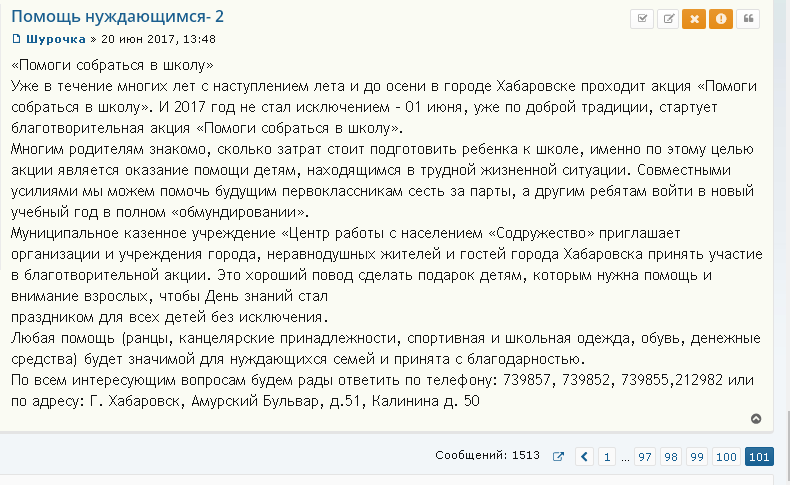 Помощь нуждающимся- 2
Шурочка » 20 июн 2017, 13:48
«Помоги собраться в школу»
Уже в течение многих лет с наступлением лета и до осени в городе Хабаровске проходит акция «Помоги
собраться в школу». И 2017 год не стал исключением - 01 июня, уже по доброй традиции, стартует
благотворительная акция «Помоги собраться в школу».
Многим родителям знакомо, сколько затрат стоит подготовить ребенка к школе, именно по этому целью
акции является оказание помощи детям, находящимся в трудной жизненной ситуации. Совместными
усилиями мы можем помочь будущим первоклассникам сесть за парты, а другим ребятам войти в новый
учебный год в полном «обмундировании».
Муниципальное казенное учреждение «Центр работы с населением «Содружество» приглашает
организации и учреждения города, неравнодушных жителей и гостей города Хабаровска принять участие
в благотворительной акции. Это хороший повод сделать подарок детям, которым нужна помощь и
внимание взрослых, чтобы День знаний стал
праздником для всех детей без исключения.
Любая помощь (ранцы, канцелярские принадлежности, спортивная и школьная одежда, обувь, денежные
средства) будет значимой для нуждающихся семей и принята с благодарностью.
По всем интересующим вопросам будем рады ответить по телефону: 739857, 739852, 739855,212982 или
по адресу: Г. Хабаровск, Амурский Бульвар, д.51, Калинина д. 50
Сообщений: 1513 1 ... 97 98 99 100 101